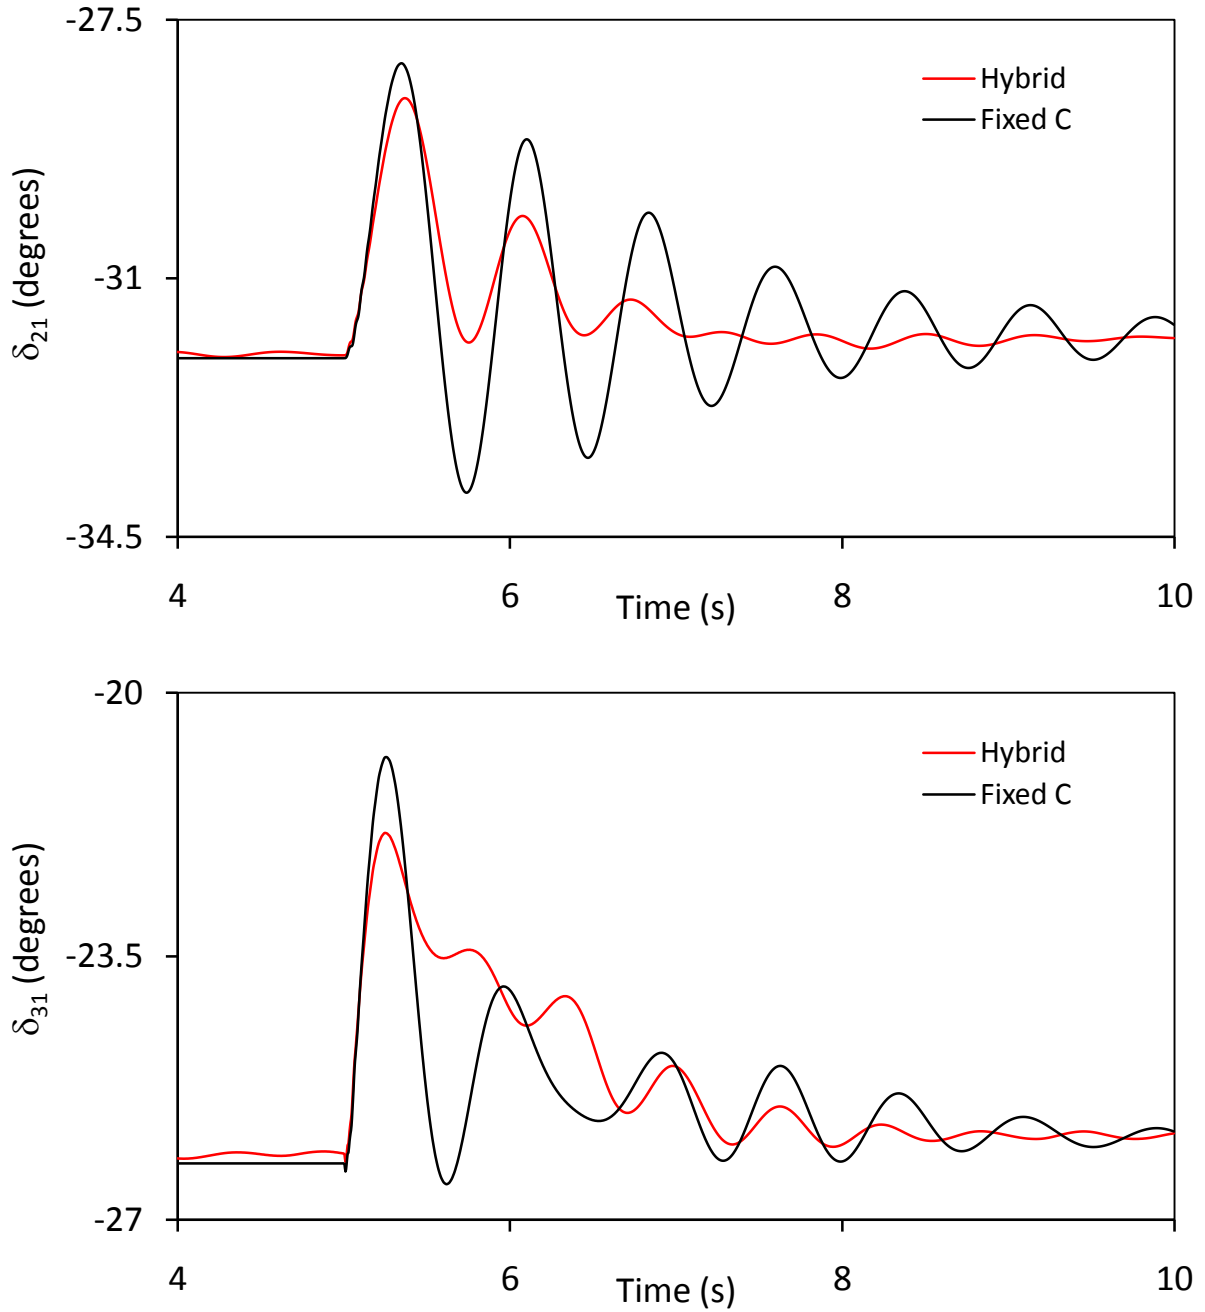 -27.5
Hybrid
Fixed C
δ21 (degrees)
-31
-34.5
4 6 8 10
Time (s)
-20
Hybrid
Fixed C
δ31 (degrees)
-23.5
-27
4 6 8 10
Time (s)